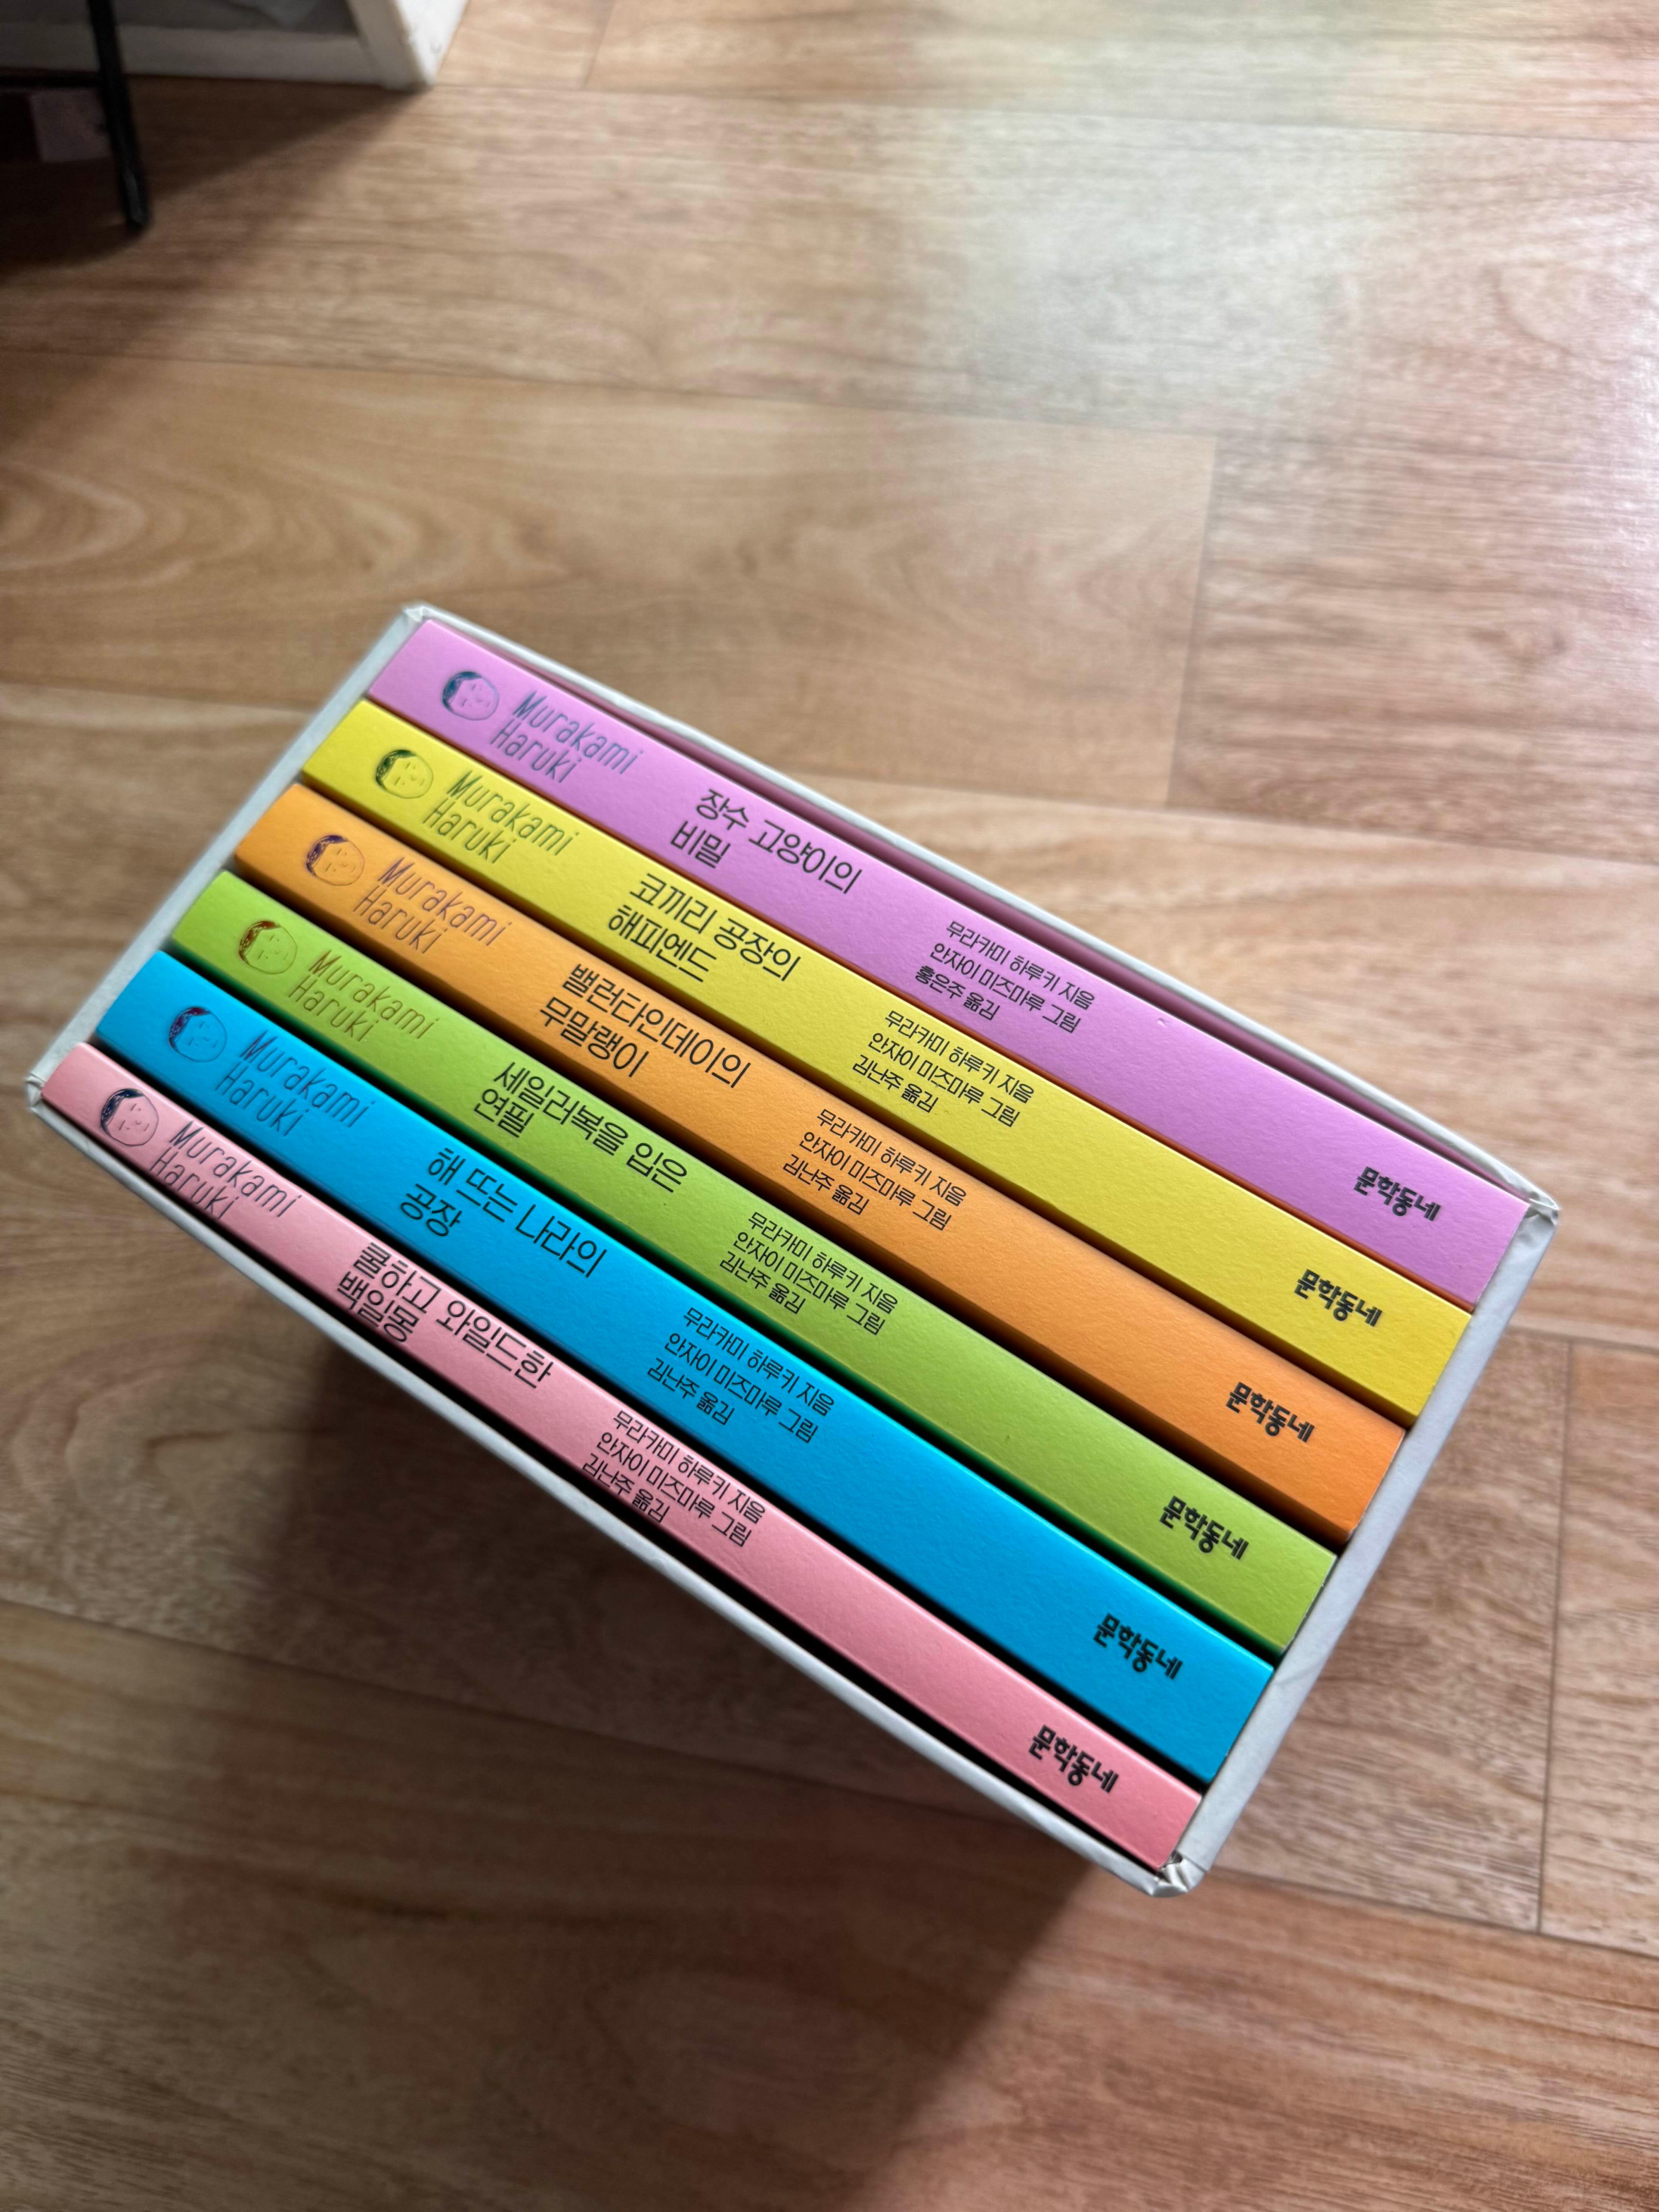 Murakami
Haruki
장수 고양이의
비밀
무라카미 하루키 지음
안자이 미즈마루 그림
홍은주 옮김
문학동네
Murakami
Haruki
코끼리 공장의
해피엔드
무라카미 하루키 지음
안자이 미즈마루 그림
김난주 옮김
문학동네
Murakami
Haruki
밸런타인데이의
무말랭이
무라카미 하루키 지음
안자이 미즈마루 그림
김난주 옮김
문학동네
Murakami
Haruki
세일러복을 입은
연필
무라카미 하루키 지음
안자이 미즈마루 그림
김난주 옮김
문학동네
Murakami
Haruki
해 뜨는 나라의
공장
무라카미 하루키 지음
안자이 미즈마루 그림
김난주 옮김
문학동네
Murakami
Haruki
쿨하고 와일드한
백일몽
무라카미 하루키 지음
안자이 미즈마루 그림
김난주 옮김
문학동네